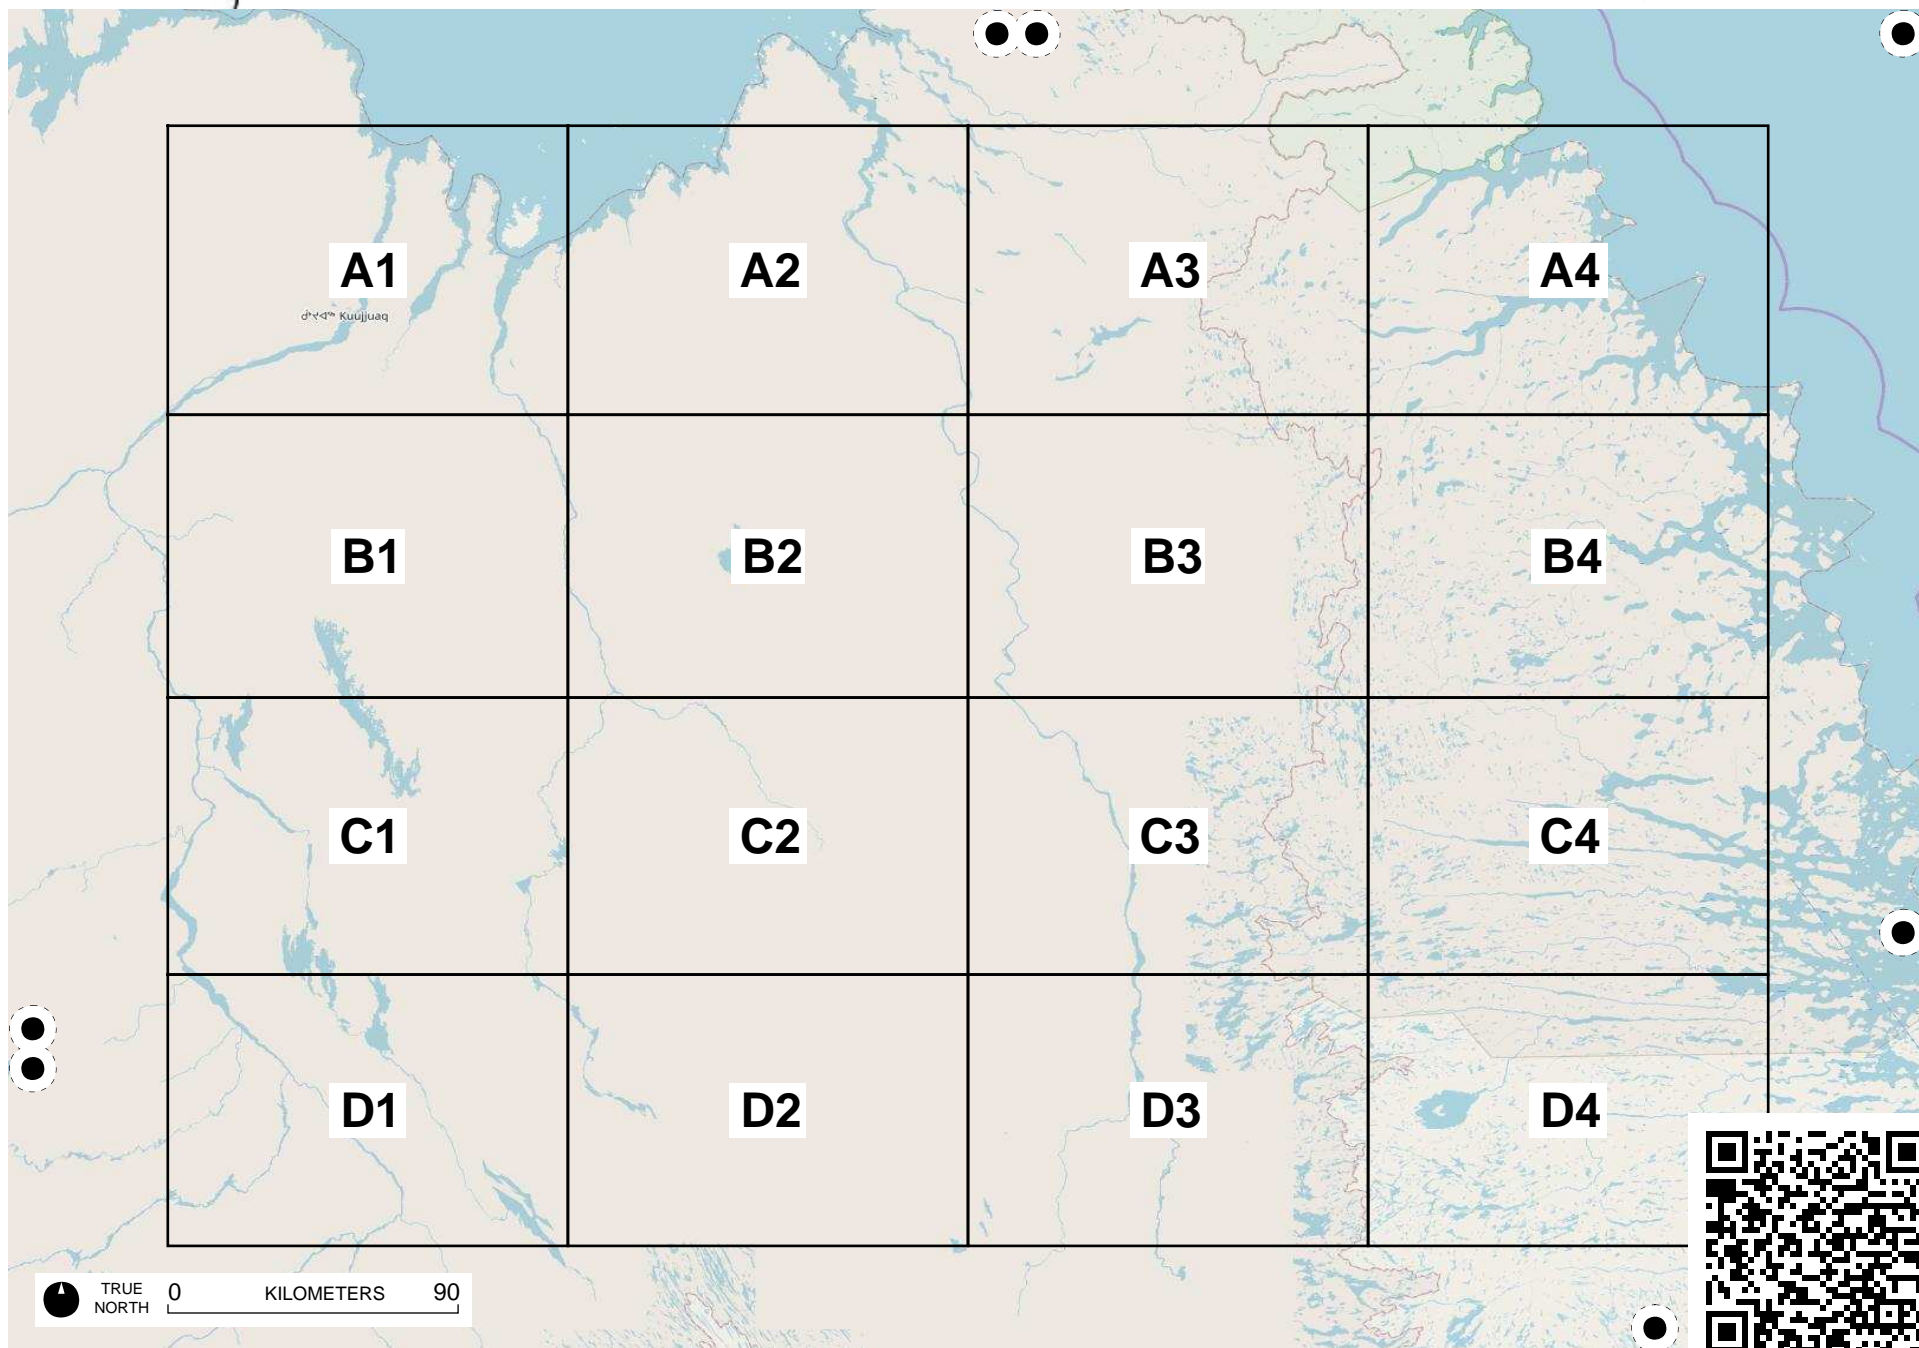 A1
A2
A3
A4
ᑰᔾᔪᐊᖅ Kuujjuaq
B1
B2
B3
B4
C1
C2
C3
C4
D1
D2
D3
D4
TRUE
NORTH
0 KILOMETERS 90